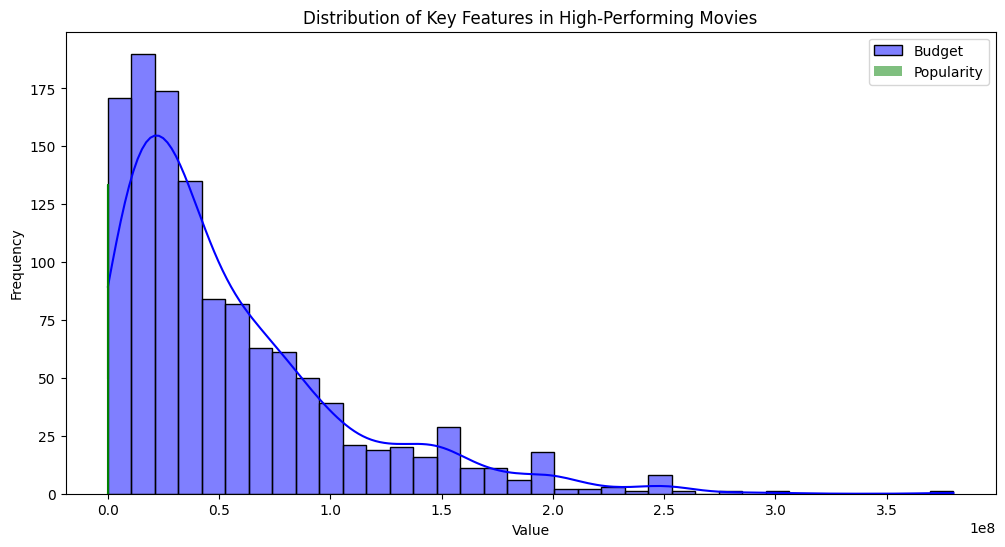 Distribution of Key Features in High-Performing Movies
Budget
Popularity
175
150
125
100
75
50
25
0
Frequency
0.0 0.5 1.0 1.5 2.0 2.5 3.0 3.5
1e8
Value